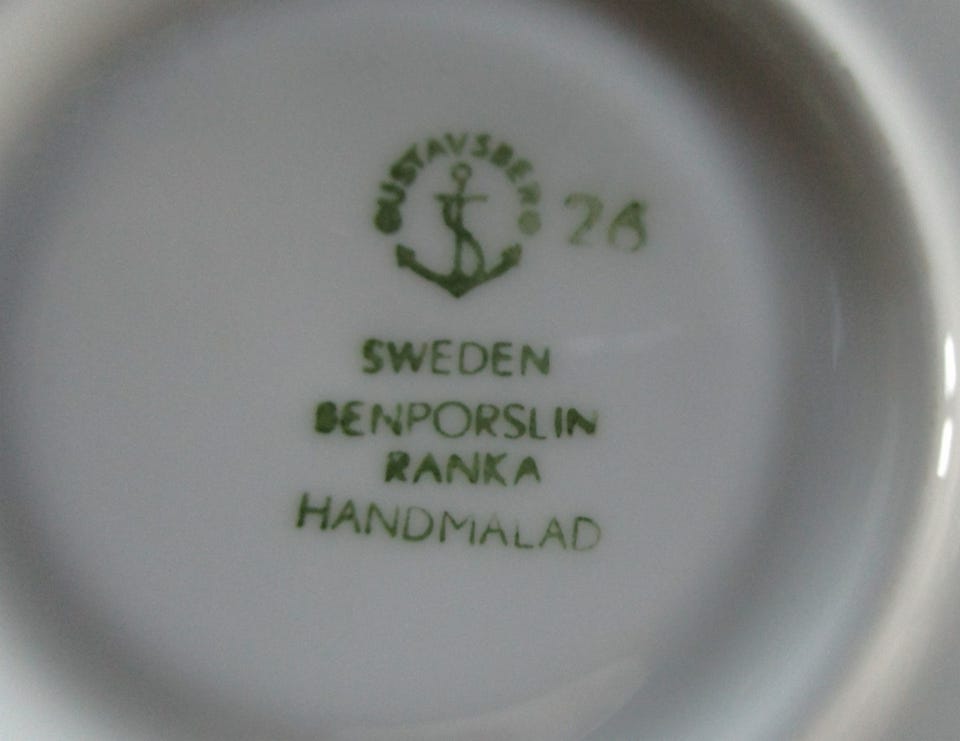 GUSTAVSBERG
26
SWEDEN
BENPORSLIN
RANKA
HANDMALAD